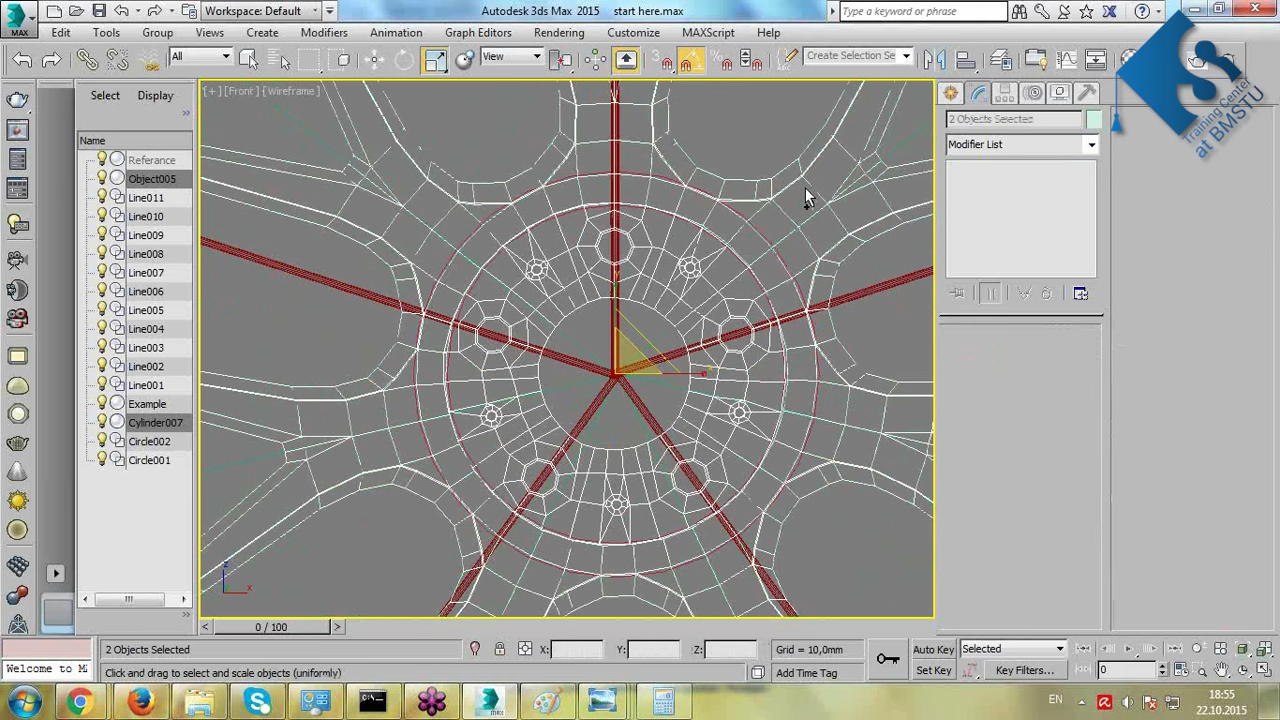 Workspace: Default
Autodesk 3ds Max 2015 start here.max
Type a keyword or phrase
MAX
Edit Tools Group Views Create Modifiers Animation Graph Editors Rendering Customize MAXScript Help
All
View
Create Selection Se
Training Center
at BMSTU
Select Display
[+] [Front] [Wireframe]
2 Objects Selected
Name
Modifier List
Referance
Object005
Line011
Line010
Line009
Line008
Line007
Line006
Line005
Line004
Line003
Line002
Line001
Example
Cylinder007
Circle002
Circle001
0 / 100
2 Objects Selected
X:
Y:
Z:
Grid = 10,0mm
Auto Key
Selected
Welcome to M
Click and drag to select and scale objects (uniformly)
Add Time Tag
Set Key
Key Filters...
0
EN
18:55
22.10.2015